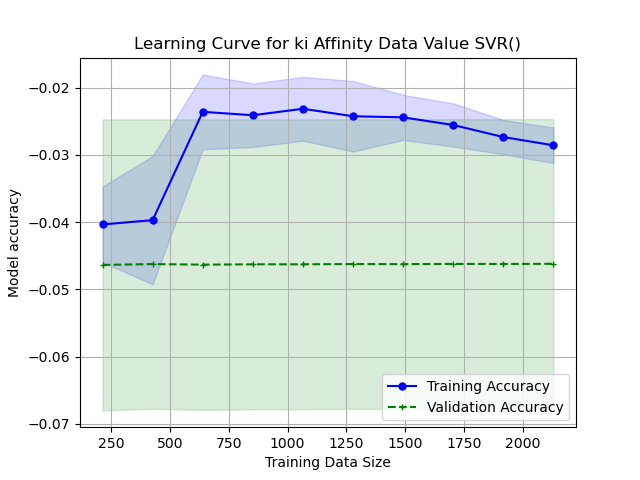 Learning Curve for ki Affinity Data Value SVR()
−0.02
−0.03
−0.04
−0.05
−0.06
−0.07
Model accuracy
Training Accuracy
Validation Accuracy
250 500 750 1000 1250 1500 1750 2000
Training Data Size